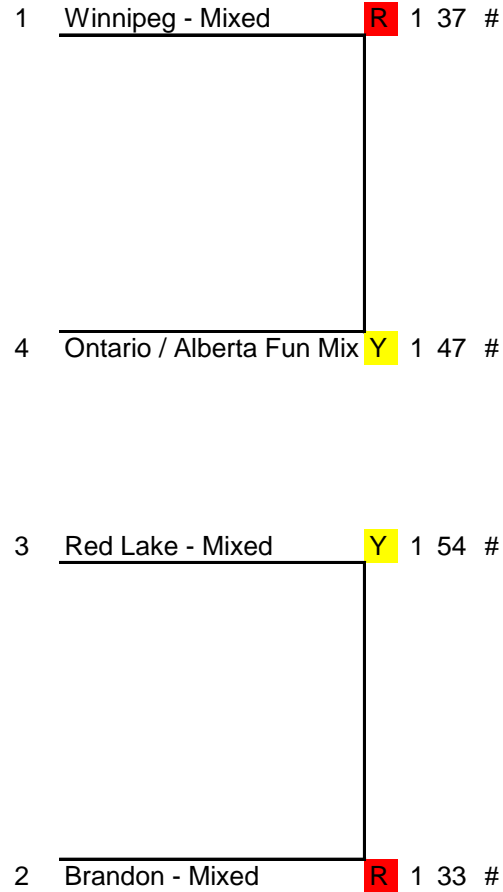 1 Winnipeg - Mixed R 1 37 #
4 Ontario / Alberta Fun Mix Y 1 47 #
3 Red Lake - Mixed Y 1 54 #
2 Brandon - Mixed R 1 33 #